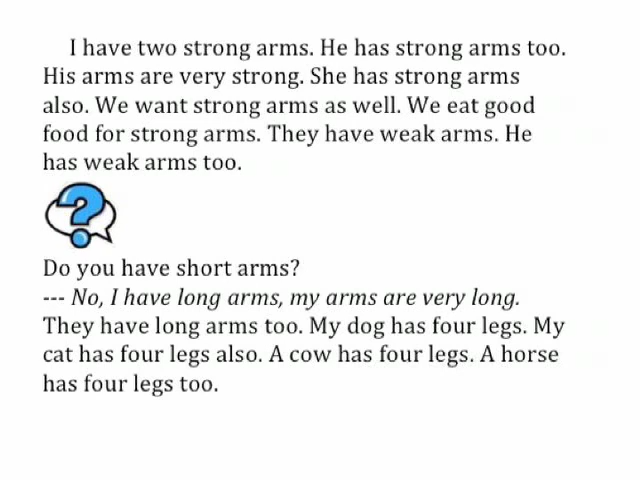 I have two strong arms. He has strong arms too.
His arms are very strong. She has strong arms
also. We want strong arms as well. We eat good
food for strong arms. They have weak arms. He
has weak arms too.
?
Do you have short arms?
--- No, I have long arms, my arms are very long.
They have long arms too. My dog has four legs. My
cat has four legs also. A cow has four legs. A horse
has four legs too.